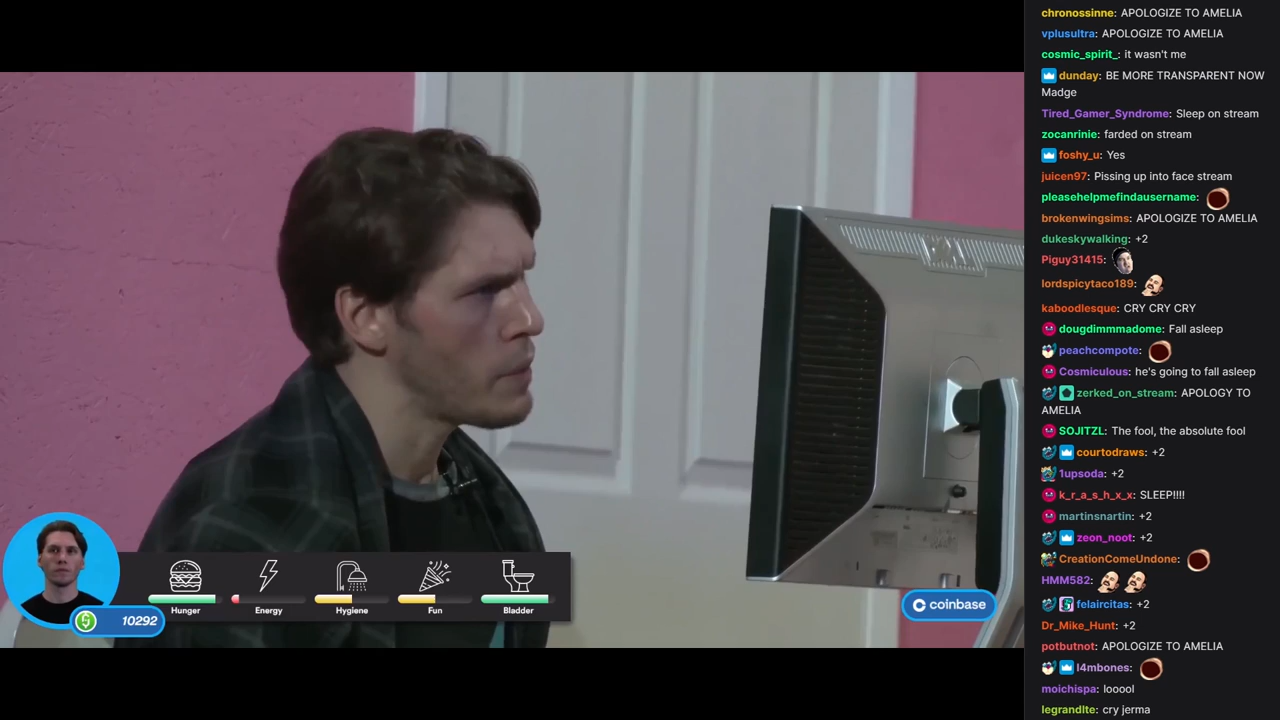 chronossinne: APOLOGIZE TO AMELIA
vplusultra: APOLOGIZE TO AMELIA
cosmic_spirit_: it wasn't me
dunday: BE MORE TRANSPARENT NOW
Madge
Tired_Gamer_Syndrome: Sleep on stream
zocanrinie: farded on stream
foshy_u: Yes
juicen97: Pissing up into face stream
pleasehelpmefindausername:
brokenwingsims: APOLOGIZE TO AMELIA
dukeskywalking: +2
Piguy31415:
lordspicytaco189:
kaboodlesque: CRY CRY CRY
dougdimmmadome: Fall asleep
peachcompote:
Cosmiculous: he's going to fall asleep
zerked_on_stream: APOLOGY TO
AMELIA
SOJITZL: The fool, the absolute fool
courtodraws: +2
1upsoda: +2
k_r_a_s_h_x_x: SLEEP!!!!
martinsnartin: +2
zeon_noot: +2
CreationComeUndone:
HMM582:
felaircitas: +2
Dr_Mike_Hunt: +2
potbutnot: APOLOGIZE TO AMELIA
l4mbones:
moichispa: looool
legrandlte: cry jerma
Hunger
Energy
Hygiene
Fun
Bladder
10292
coinbase